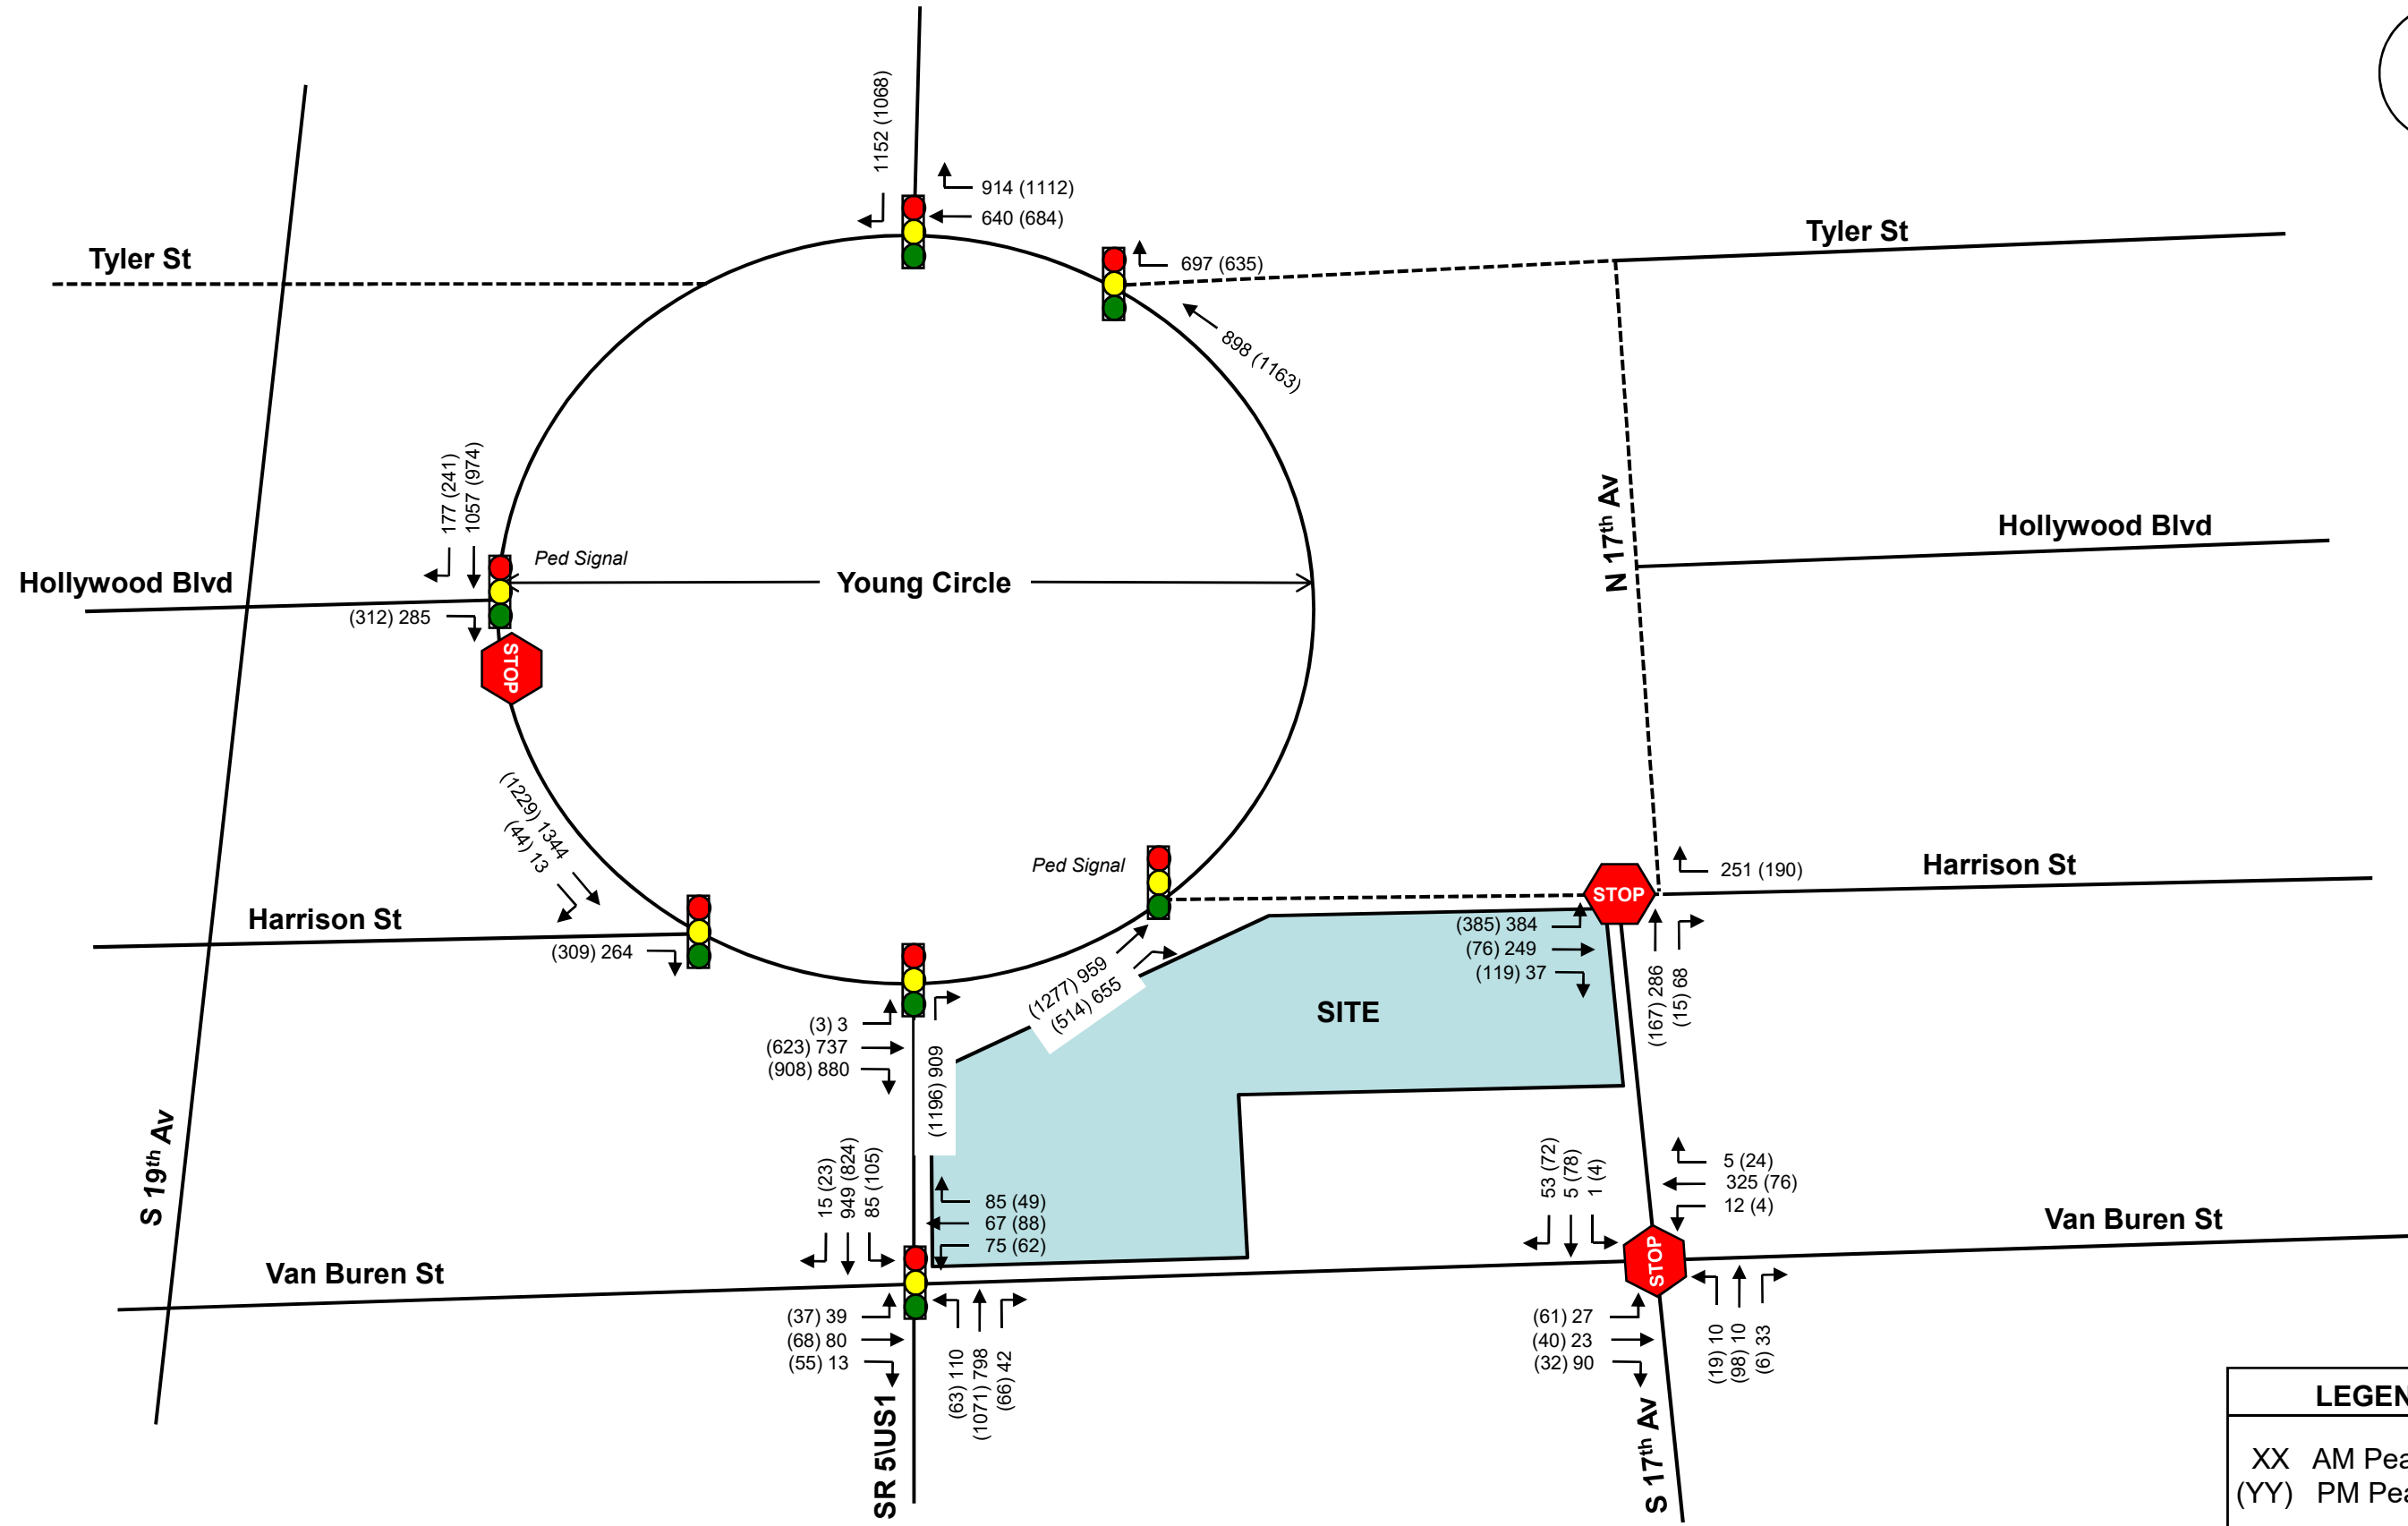 1152 (1068)
914 (1112)
640 (684)
Tyler St
Tyler St
697 (635)
898 (1163)
177 (241)
1057 (974)
N 17th Av
Hollywood Blvd
Ped Signal
Hollywood Blvd
Young Circle
(312) 285
STOP
(1229) 1344
(44) 13
Ped Signal
Harrison St
251 (190)
STOP
Harrison St
(309) 264
(385) 384
(76) 249
(119) 37
(1277) 959
(514) 655
SITE
(167) 286
(15) 68
(3) 3
(623) 737
(908) 880
(1196) 909
S 19th Av
15 (23)
949 (824)
85 (105)
85 (49)
67 (88)
75 (62)
53 (72)
5 (78)
1 (4)
5 (24)
325 (76)
12 (4)
Van Buren St
STOP
Van Buren St
(37) 39
(68) 80
(55) 13
(63) 110
(1071) 798
(66) 42
(61) 27
(40) 23
(32) 90
(19) 10
(98) 10
(6) 33
SR 5\US1
S 17th Av
LEGEN
XX AM Pea
(YY) PM Pea